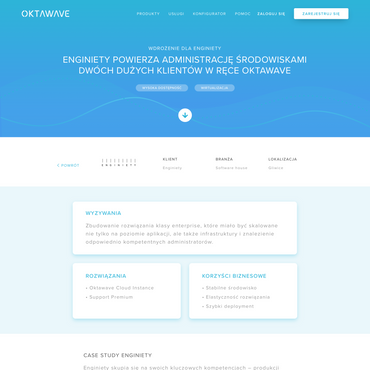 OKTAWAVE
PRODUKTY USŁUGI KONFIGURATOR POMOC ZALOGUJ SIĘ ZAREJESTRUJ SIĘ
WDROŻENIE DLA ENGINIETY
ENGINIETY POWIERZA ADMINISTRACJĘ ŚRODOWISKAMI
DWÓCH DUŻYCH KLIENTÓW W RĘCE OKTAWAVE
WYSOKA DOSTĘPNOŚĆ WIRTUALIZACJA
POWRÓT
ENGINIETY
KLIENT BRANŻA LOKALIZACJA
Enginiety Software house Gliwice
WYZYWANIA
Zbudowanie rozwiązania klasy enterprise, które miało być skalowane
nie tylko na poziomie aplikacji, ale także infrastruktury i znalezienie
odpowiednio kompetentnych administratorów.
ROZWIĄZANIA
- Oktawave Cloud Instance
- Support Premium
KORZYŚCI BIZNESOWE
- Stabilne środowisko
- Elastyczność rozwiązania
- Szybki deployment
CASE STUDY ENGINIETY
Enginiety skupia się na swoich kluczowych kompetencjach – produkcji